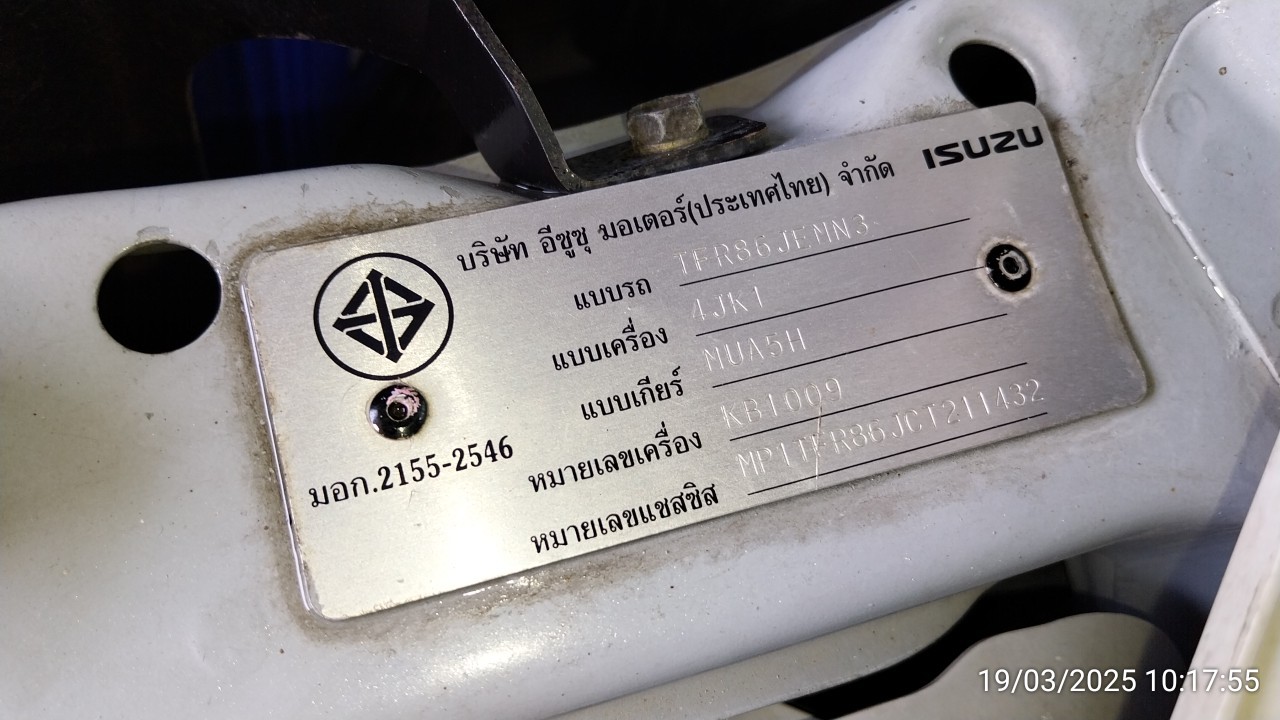 ISUZU
บริษัท อีซูซุ มอเตอร์(ประเทศไทย) จำกัด
แบบรถ TFR86JEMN3
แบบเครื่อง 4JK1
แบบเกียร์ MUA5H
หมายเลขเครื่อง KB1009
หมายเลขแชสซิส MP1TFR86JCT211432
มอก.2155-2546
19/03/2025 10:17:55